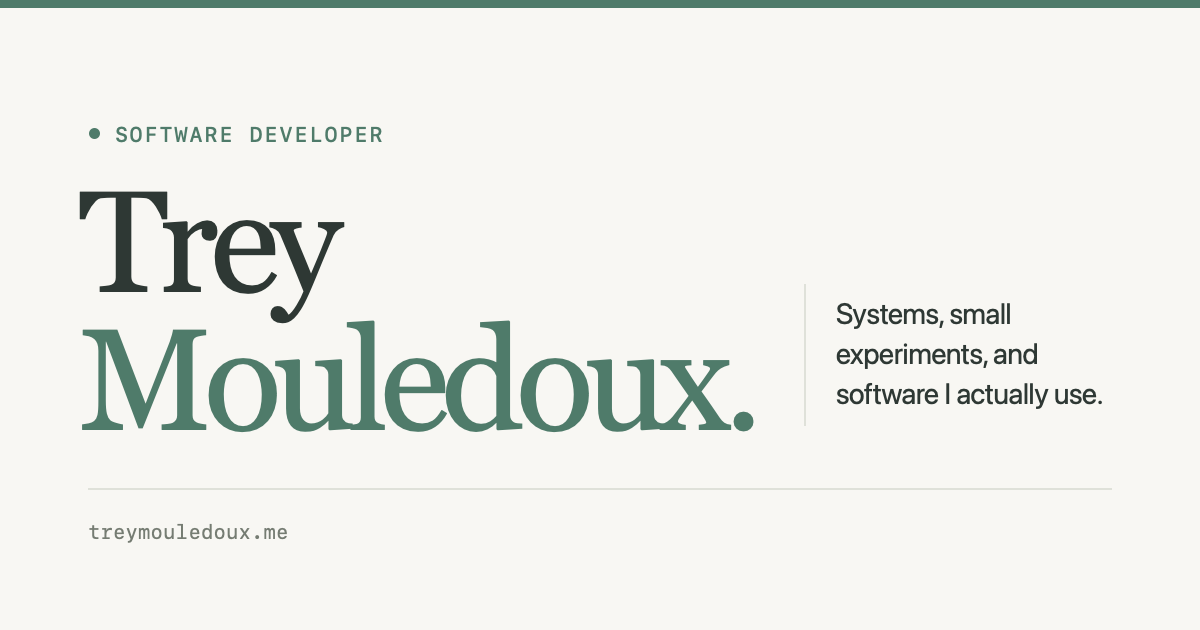 SOFTWARE DEVELOPER
Trey
Mouledoux.
Systems, small
experiments, and
software I actually use.
treymouledoux.me